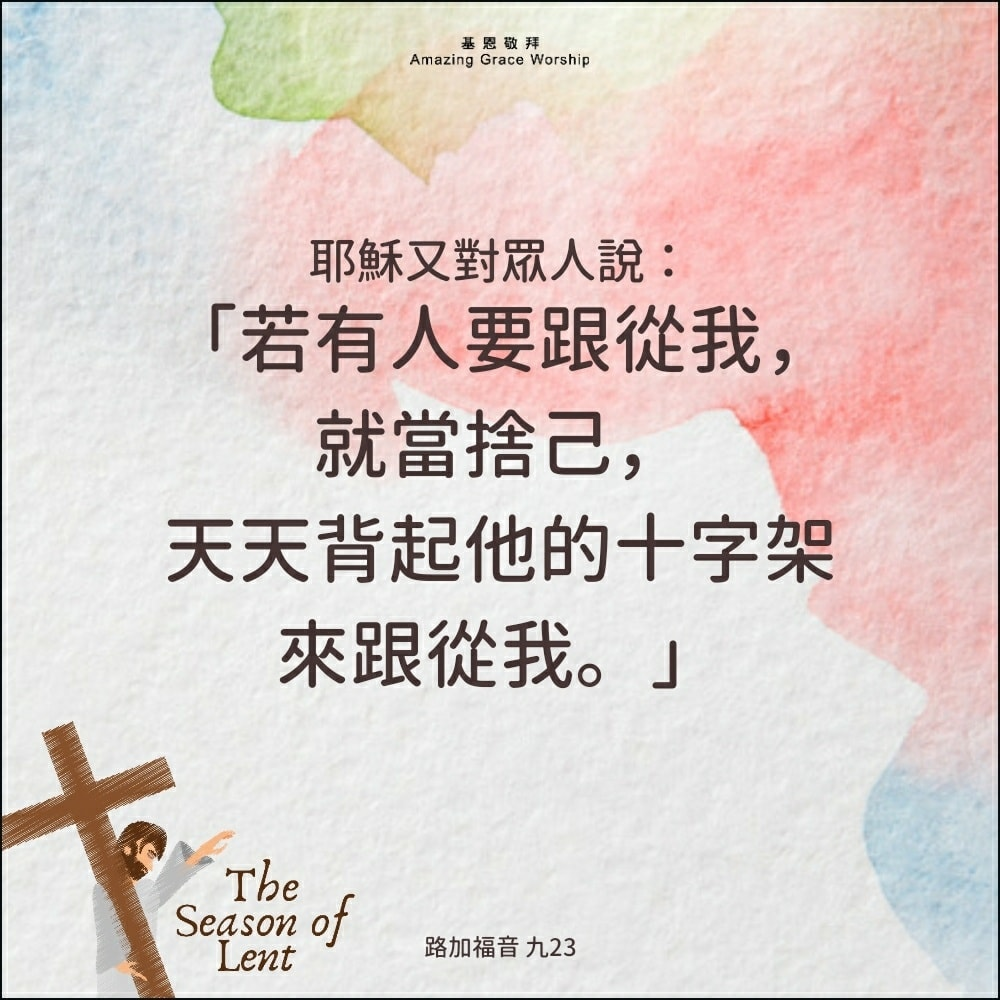 基恩敬拜
Amazing Grace Worship
耶穌又對眾人說：
「若有人要跟從我，
就當捨己，
天天背起他的十字架
來跟從我。」
The
Season of
Lent
路加福音 九23